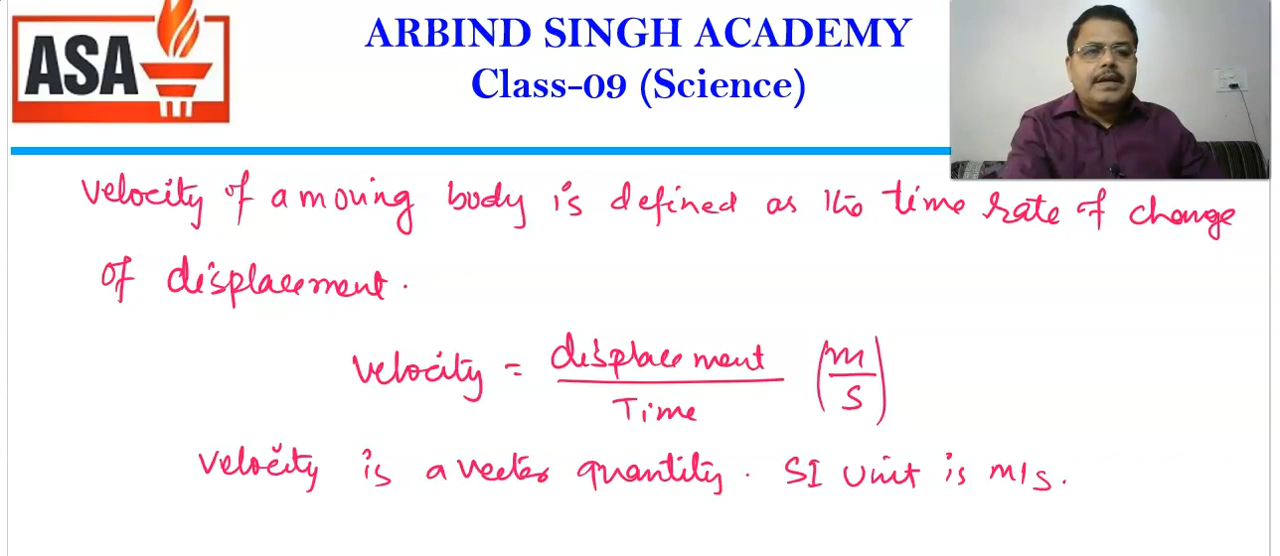 ASA
ARBIND SINGH ACADEMY
Class-09 (Science)
Velocity of a moving body is defined as the time rate of change
of displacement.
Velocity = displacement / Time (m/s)
Velocity is a vector quantity. SI unit is m/s.